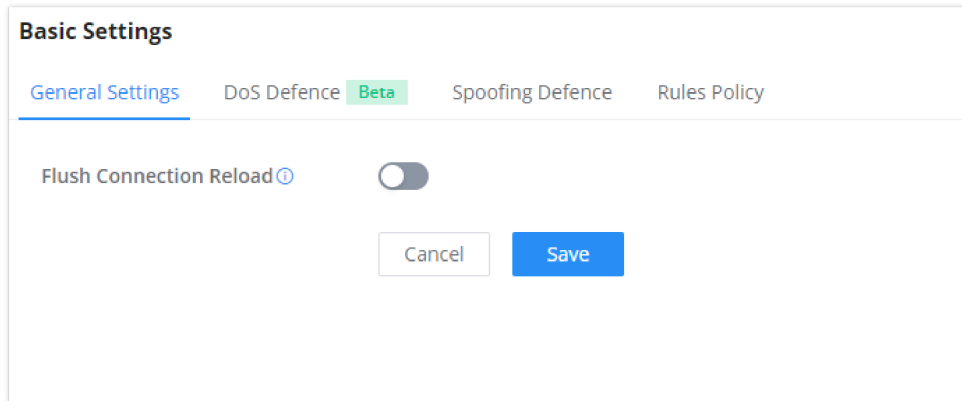 Basic Settings
General Settings DoS Defence Beta Spoofing Defence Rules Policy
Flush Connection Reload
Cancel Save